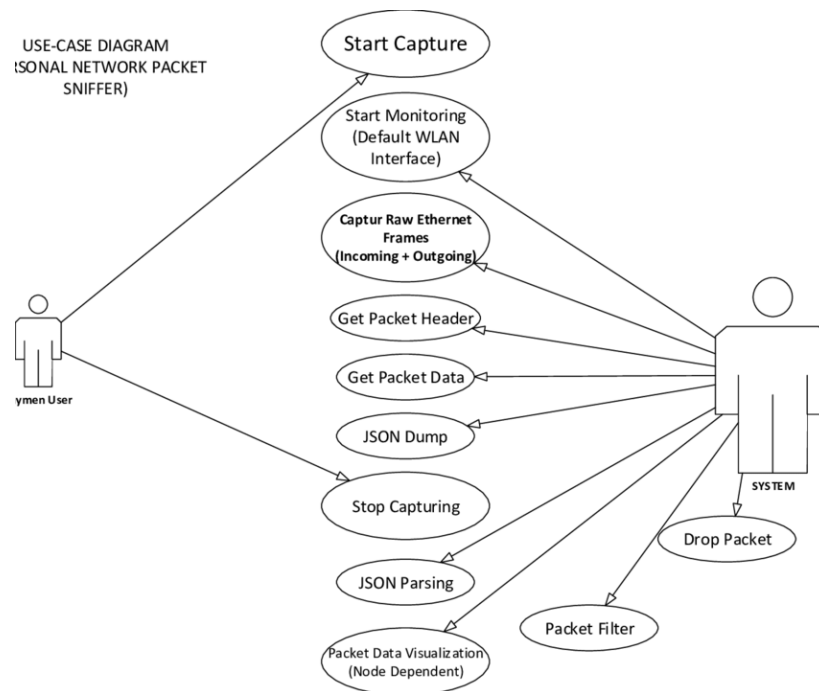 USE-CASE DIAGRAM
RSONAL NETWORK PACKET
SNIFFER)
Start Capture
Start Monitoring
(Default WLAN
Interface)
Captur Raw Ethernet
Frames
(Incoming + Outgoing)
Get Packet Header
Get Packet Data
ymen User
JSON Dump
SYSTEM
Stop Capturing
Drop Packet
JSON Parsing
Packet Filter
Packet Data Visualization
(Node Dependent)